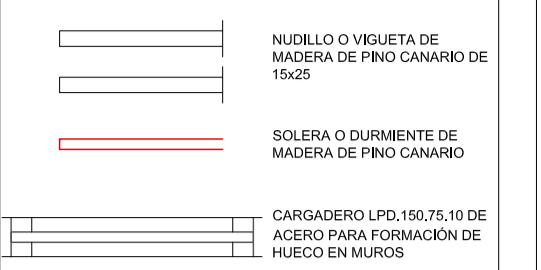 NUDILLO O VIGUETA DE
MADERA DE PINO CANARIO DE
15x25
SOLERA O DURMIENTE DE
MADERA DE PINO CANARIO
CARGADERO LPD.150.75.10 DE
ACERO PARA FORMACIÓN DE
HUECO EN MUROS